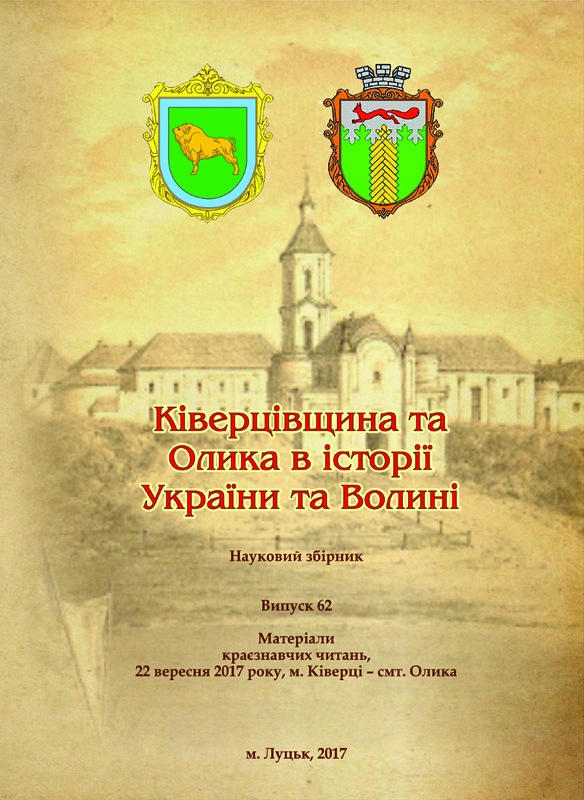 Ківерцівщина та
Олика в історії
України та Волині
Науковий збірник
Випуск 62
Матеріали
краєзнавчих читань,
22 вересня 2017 року, м. Ківерці – смт. Олика
м. Луцьк, 2017